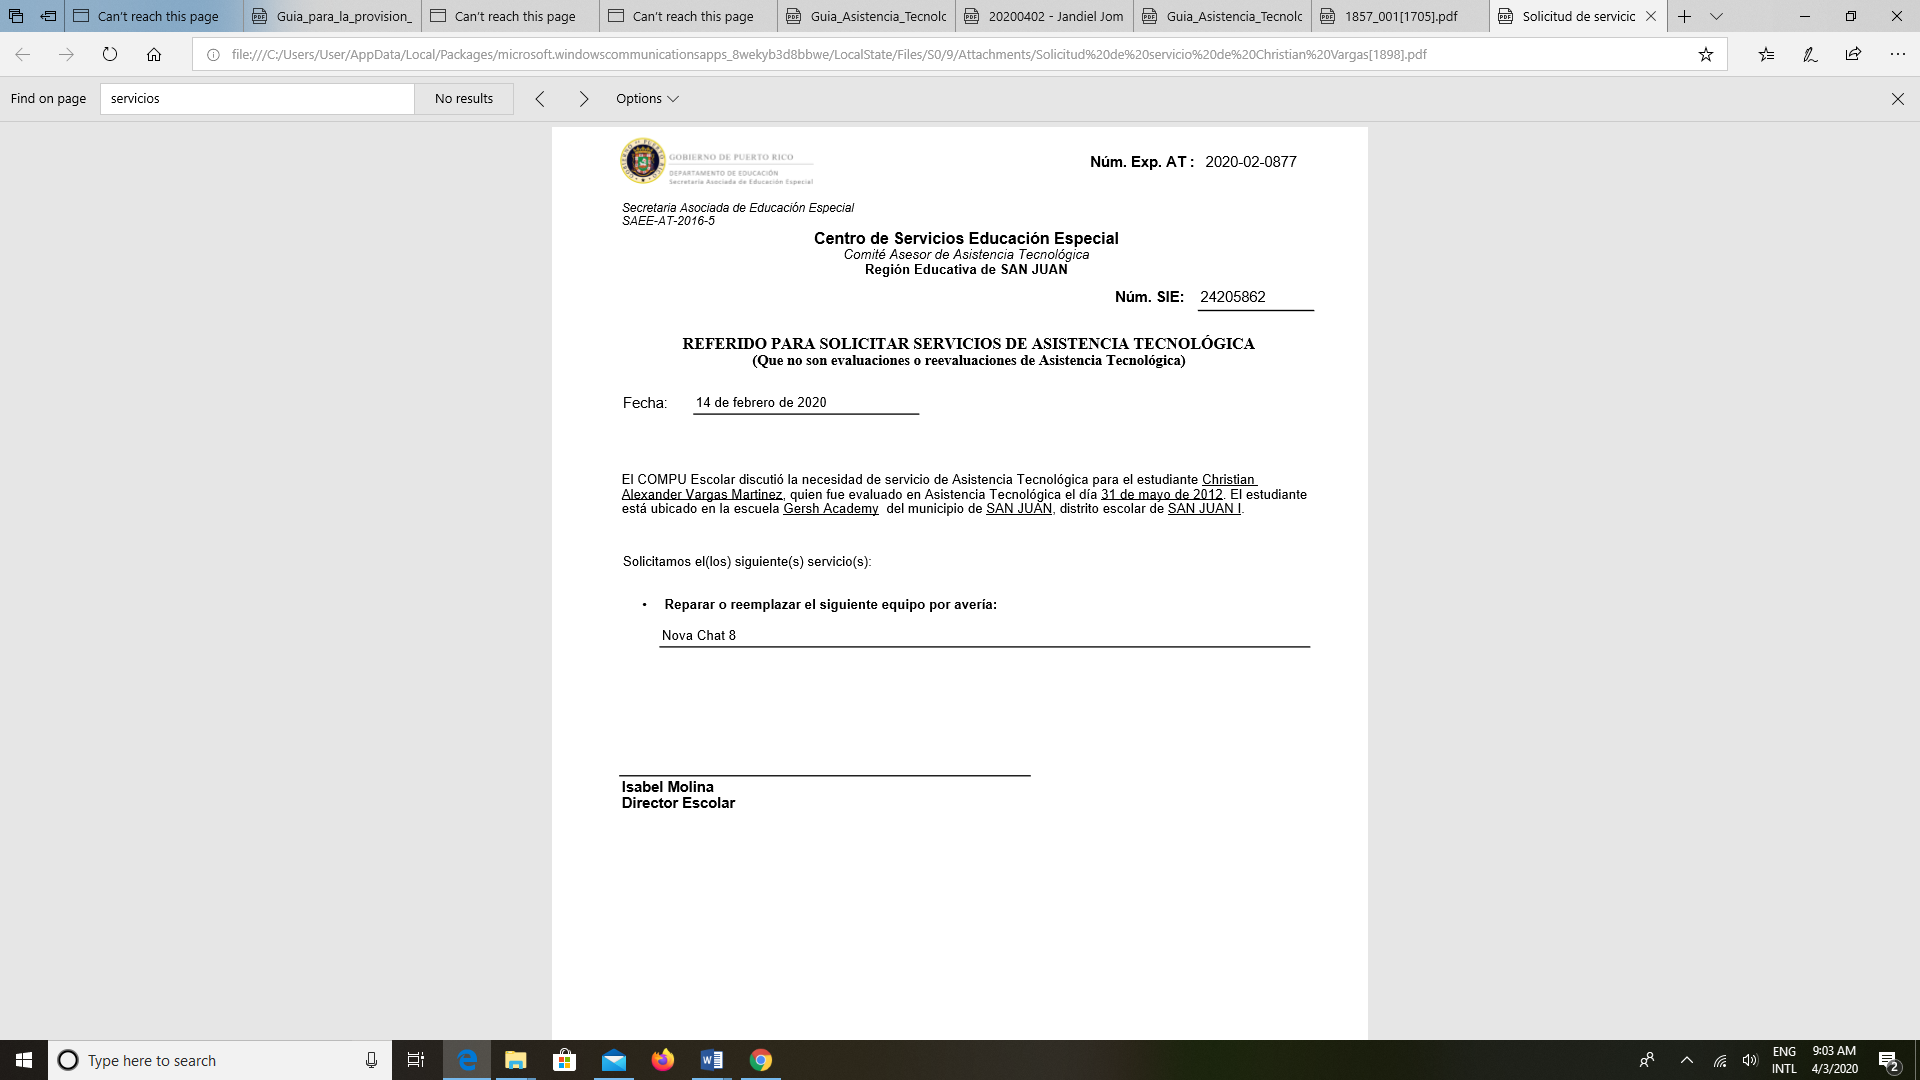 Can't reach this page
Guia_para_la_provision_
Can't reach this page
Can't reach this page
Guia_Asistencia_Tecnolo
20200402 - Jandiel Jom
Guia_Asistencia_Tecnolo
1857_001[1705].pdf
Solicitud de servicic
file:///C:/Users/User/AppData/Local/Packages/microsoft.windowscommunicationsapps_8wekyb3d8bbwe/LocalState/Files/S0/9/Attachments/Solicitud%20de%20servicio%20de%20Christian%20Vargas[1898].pdf
Find on page servicios No results Options
GOBIERNO DE PUERTO RICO
DEPARTAMENTO DE EDUCACIÓN
Secretaría Asociada de Educación Especial
Núm. Exp. AT : 2020-02-0877
Secretaria Asociada de Educación Especial
SAEE-AT-2016-5
Centro de Servicios Educación Especial
Comité Asesor de Asistencia Tecnológica
Región Educativa de SAN JUAN
Núm. SIE: 24205862
REFERIDO PARA SOLICITAR SERVICIOS DE ASISTENCIA TECNOLÓGICA
(Que no son evaluaciones o reevaluaciones de Asistencia Tecnológica)
Fecha: 14 de febrero de 2020
El COMPU Escolar discutió la necesidad de servicio de Asistencia Tecnológica para el estudiante Christian
Alexander Vargas Martinez, quien fue evaluado en Asistencia Tecnológica el día 31 de mayo de 2012. El estudiante
está ubicado en la escuela Gersh Academy del municipio de SAN JUAN, distrito escolar de SAN JUAN I.
Solicitamos el(los) siguiente(s) servicio(s):
• Reparar o reemplazar el siguiente equipo por avería:
Nova Chat 8
Isabel Molina
Director Escolar
Type here to search
ENG
INTL
9:03 AM
4/3/2020
2